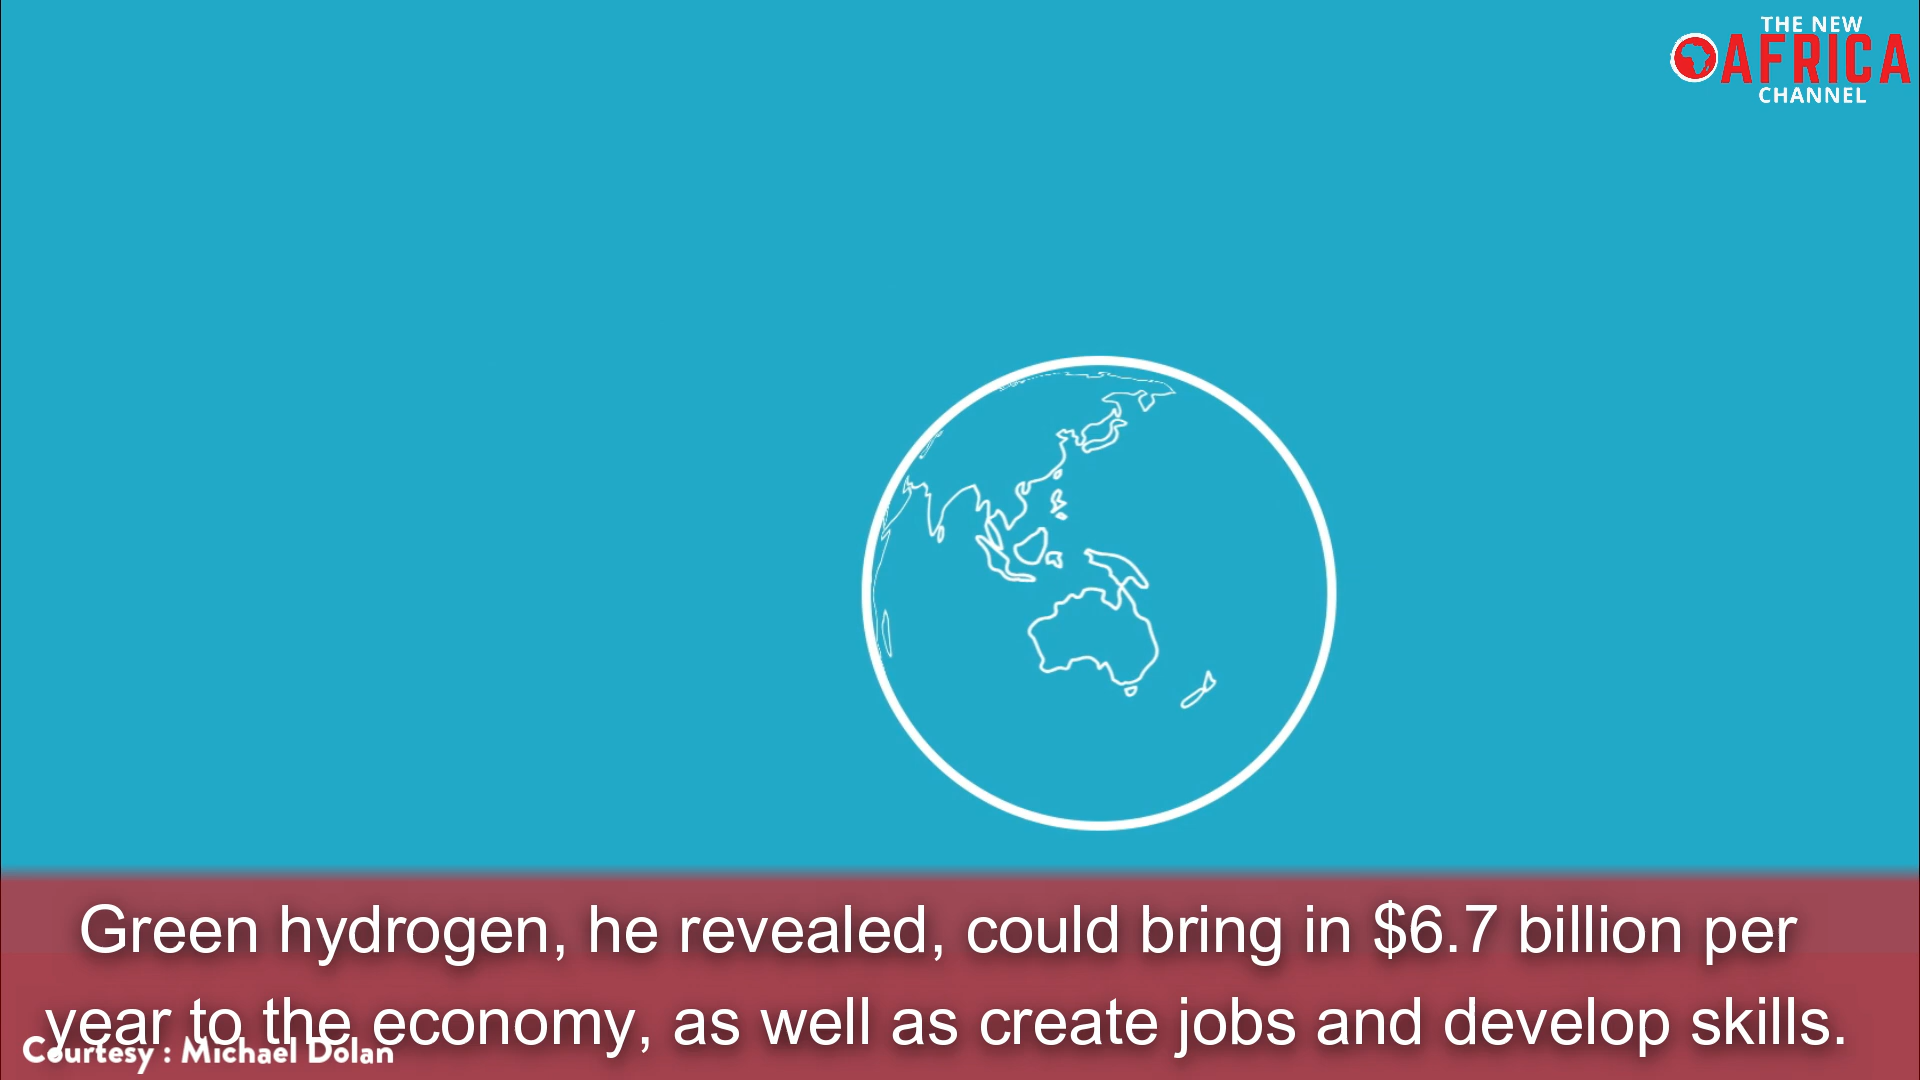 THE NEW
AFRICA
CHANNEL
Green hydrogen, he revealed, could bring in $6.7 billion per
year to the economy, as well as create jobs and develop skills.
Courtesy : Michael Dolan